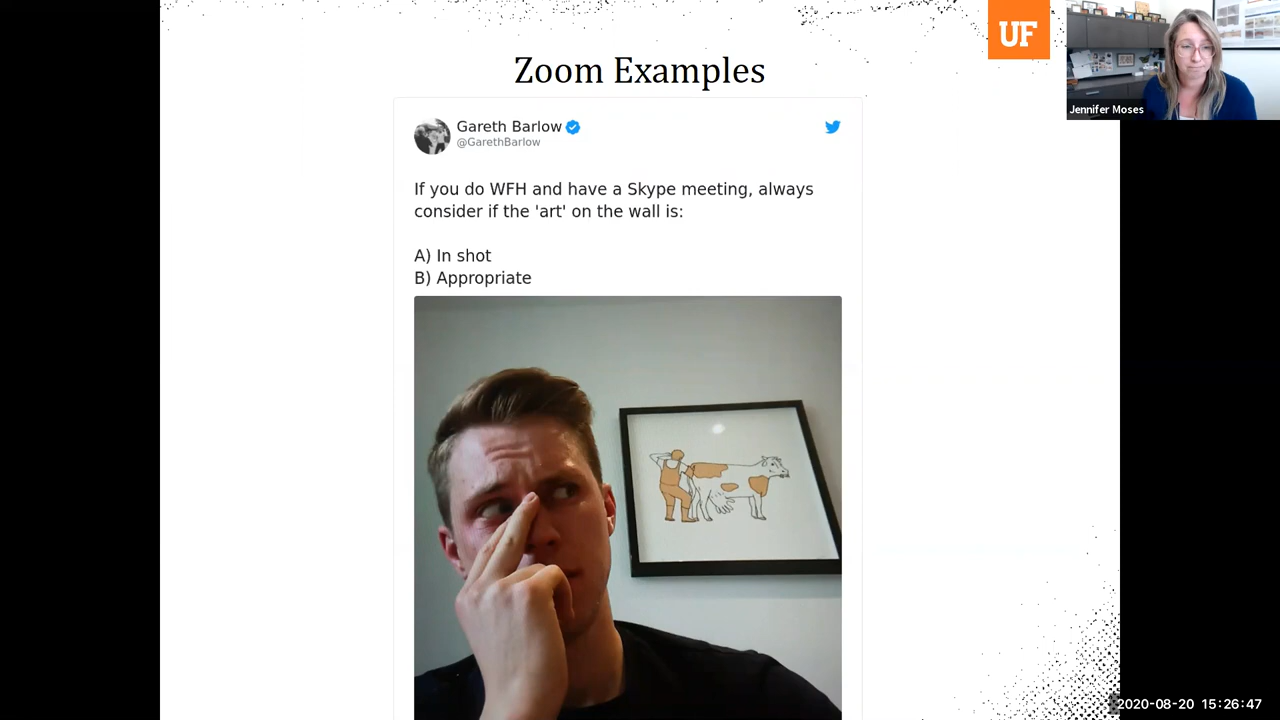 UF
Zoom Examples
Jennifer Moses
Gareth Barlow
@GarethBarlow
If you do WFH and have a Skype meeting, always
consider if the 'art' on the wall is:
A) In shot
B) Appropriate
2020-08-20 15:26:47